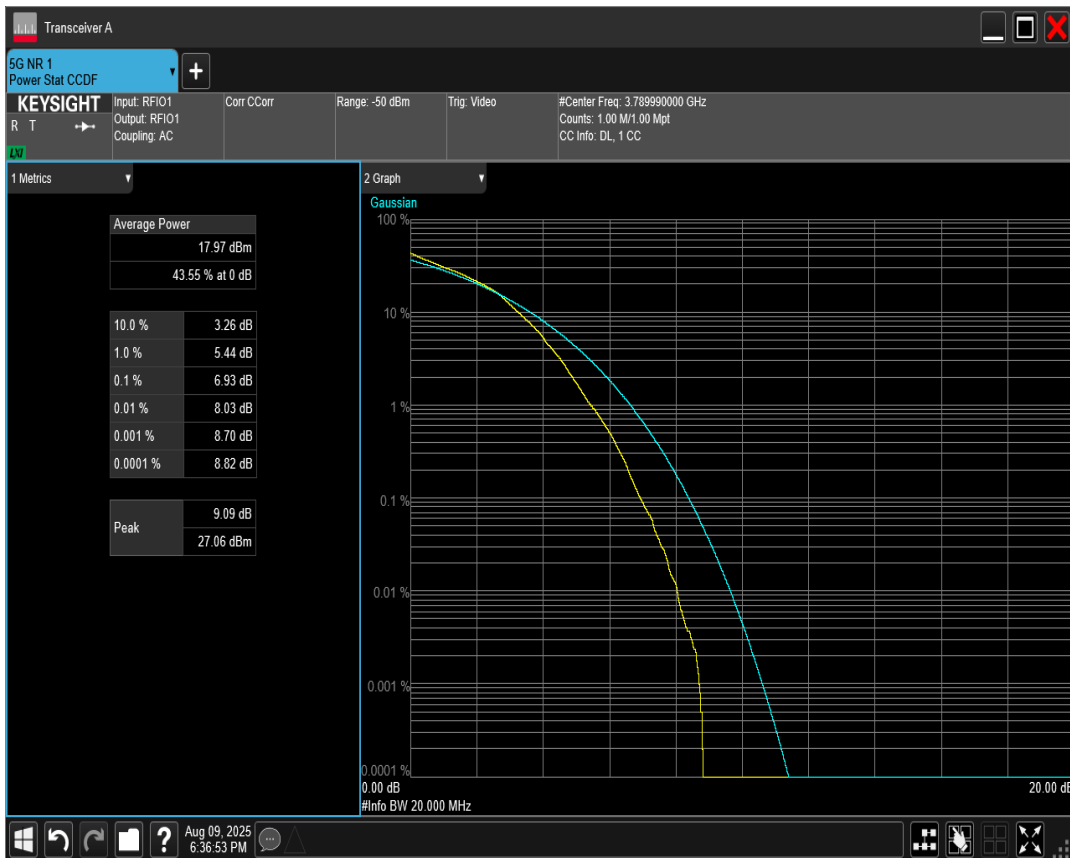 Transceiver A
5G NR 1
Power Stat CCDF
+
KEYSIGHT
R T
LXI
Input: RFIO1
Output: RFIO1
Coupling: AC
Corr CCorr
Range: -50 dBm
Trig: Video
#Center Freq: 3.789990000 GHz
Counts: 1.00 M/1.00 Mpt
CC Info: DL, 1 CC
1 Metrics
Average Power
17.97 dBm
43.55 % at 0 dB
10.0 % 3.26 dB
1.0 % 5.44 dB
0.1 % 6.93 dB
0.01 % 8.03 dB
0.001 % 8.70 dB
0.0001 % 8.82 dB
Peak
9.09 dB
27.06 dBm
2 Graph
Gaussian
100 %
10 %
1 %
0.1 %
0.01 %
0.001 %
0.0001 %
0.00 dB
20.00 dB
#Info BW 20.000 MHz
?
Aug 09, 2025
6:36:53 PM